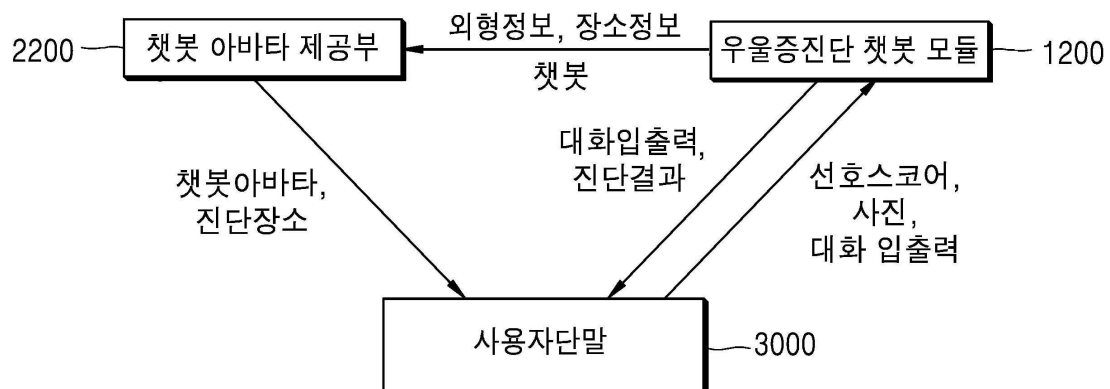 외형정보, 장소정보
2200
챗봇 아바타 제공부
우울증진단 챗봇 모듈
1200
챗봇
대화입출력,
진단결과
챗봇아바타,
진단장소
선호스코어,
사진,
대화 입출력
사용자단말
3000